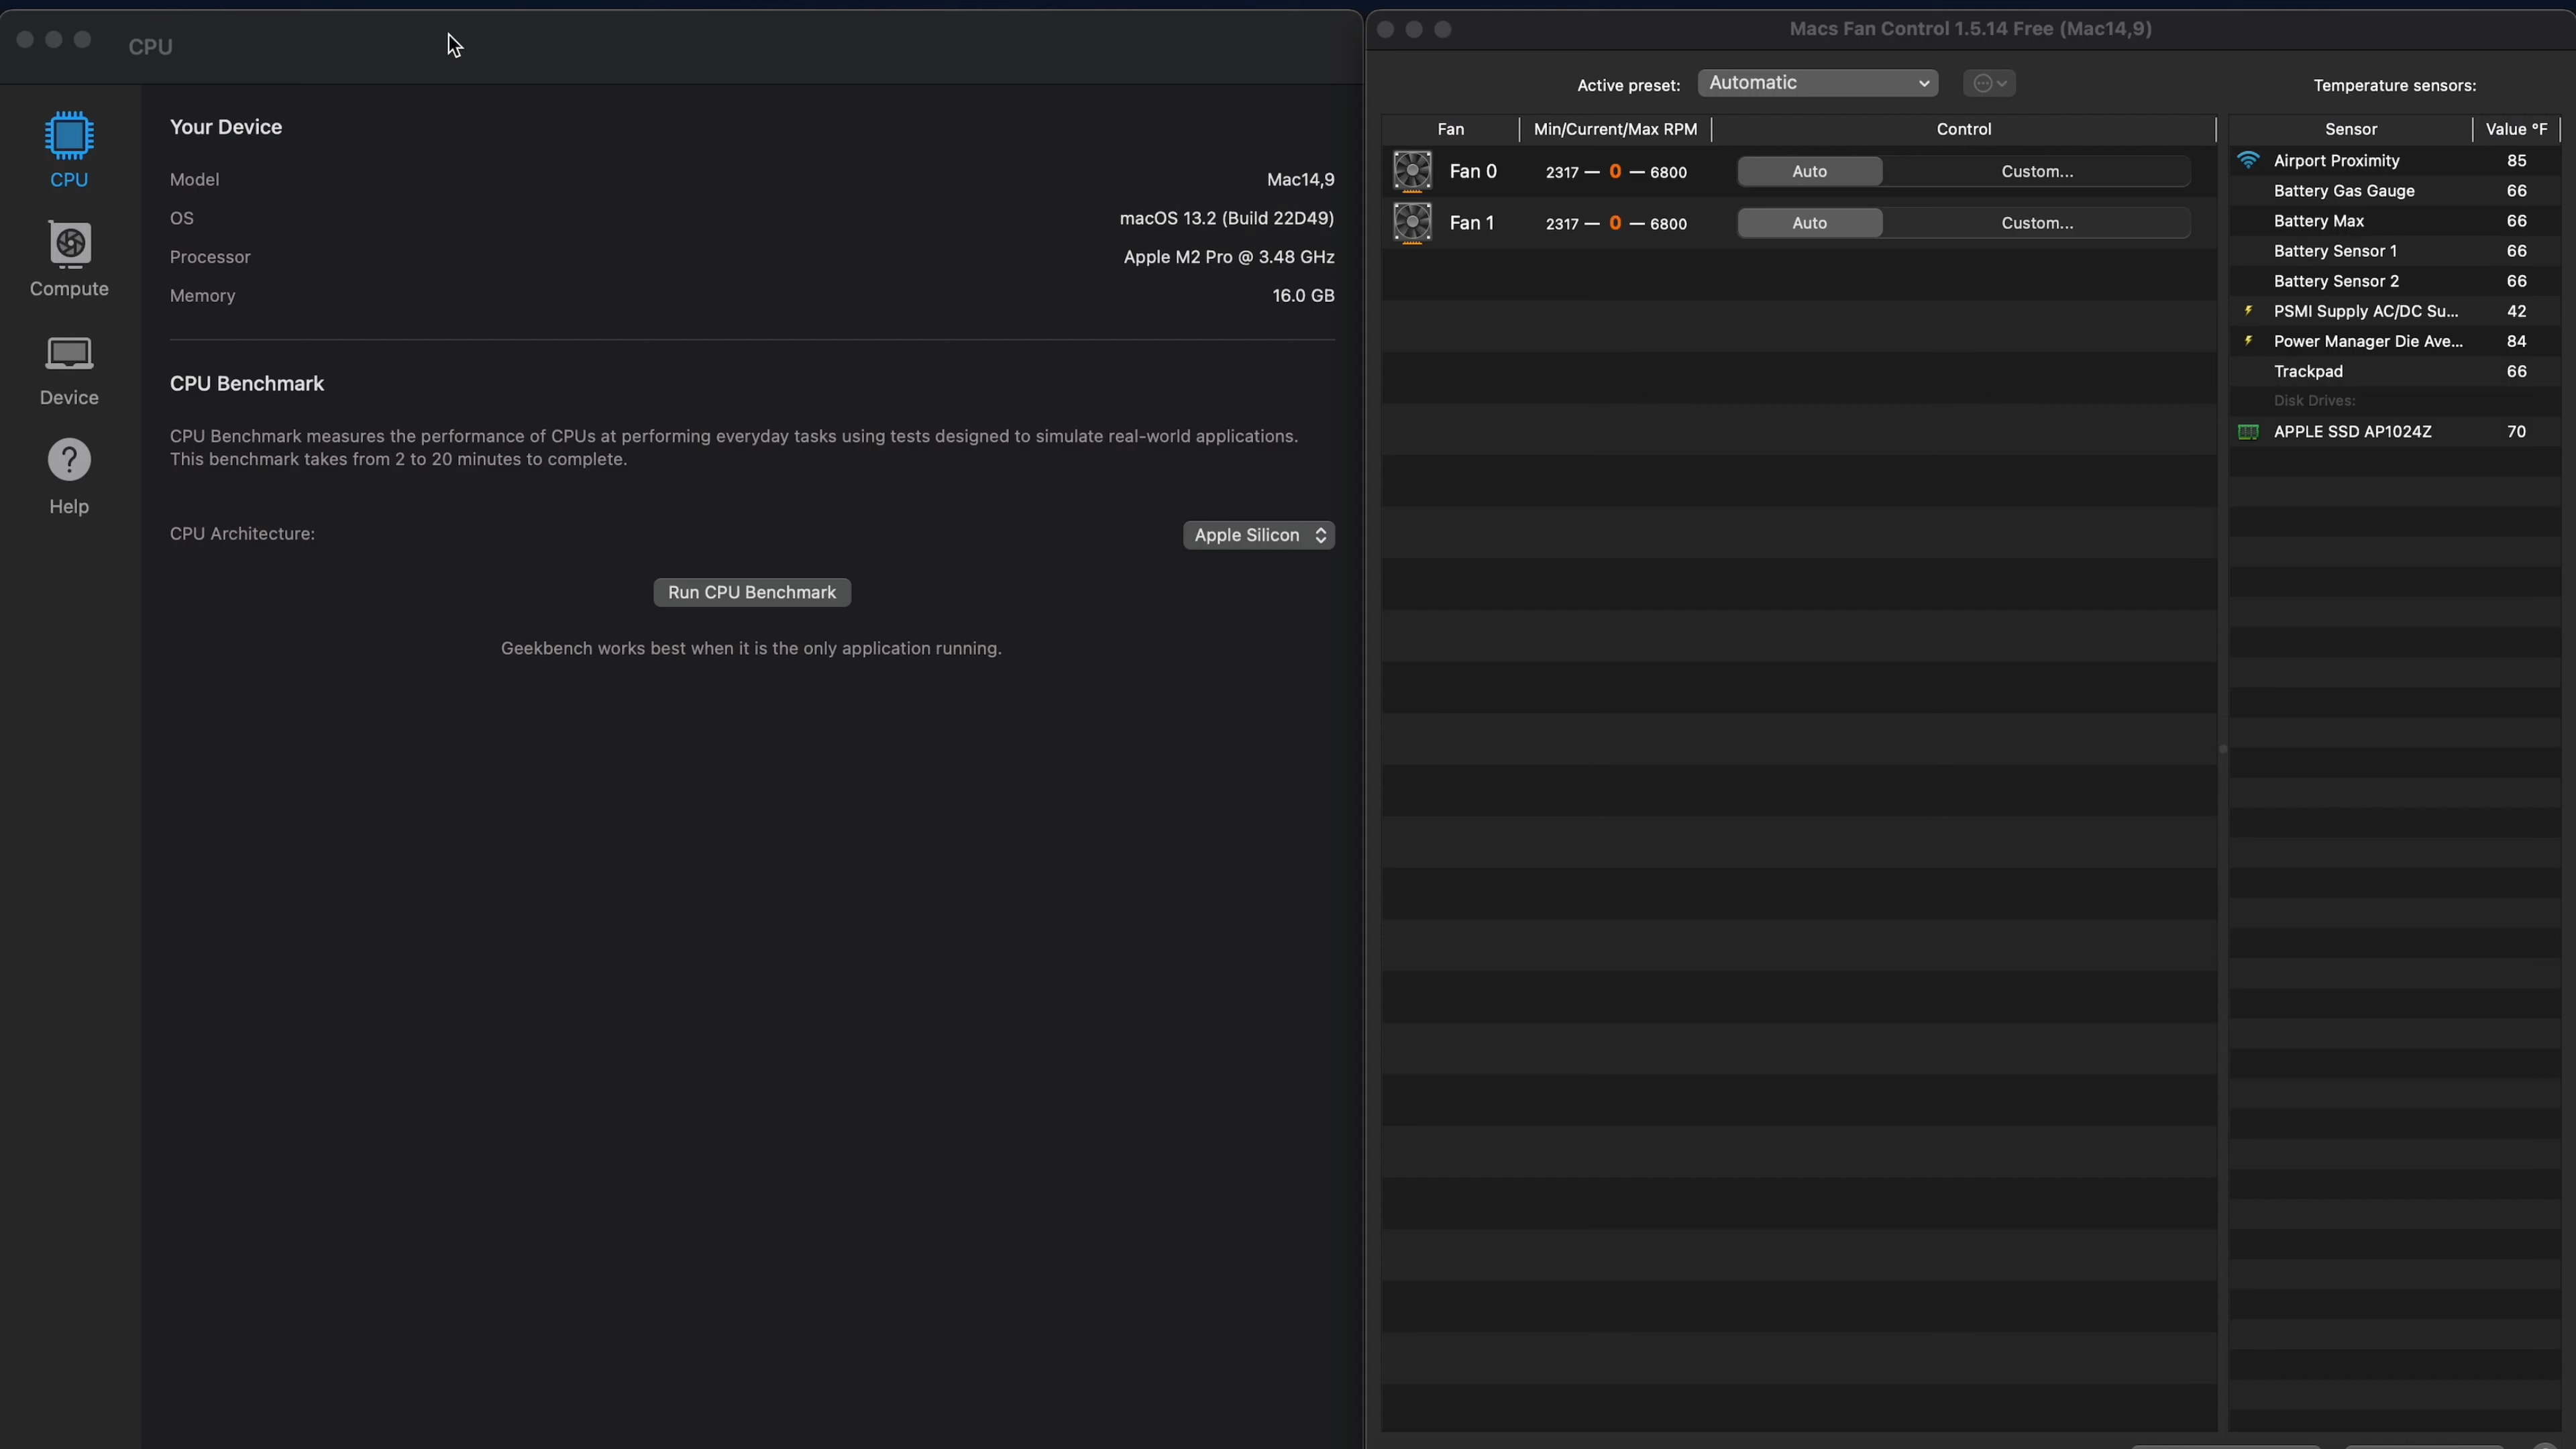 CPU
CPU
Compute
Device
?
Help
Your Device
Model Mac14,9
OS macOS 13.2 (Build 22D49)
Processor Apple M2 Pro @ 3.48 GHz
Memory 16.0 GB
CPU Benchmark
CPU Benchmark measures the performance of CPUs at performing everyday tasks using tests designed to simulate real-world applications.
This benchmark takes from 2 to 20 minutes to complete.
CPU Architecture: Apple Silicon
Run CPU Benchmark
Geekbench works best when it is the only application running.
Macs Fan Control 1.5.14 Free (Mac14,9)
Active preset: Automatic
Fan Min/Current/Max RPM Control
Fan 0 2317 — 0 — 6800 Auto Custom...
Fan 1 2317 — 0 — 6800 Auto Custom...
Temperature sensors:
Sensor Value °F
Airport Proximity 85
Battery Gas Gauge 66
Battery Max 66
Battery Sensor 1 66
Battery Sensor 2 66
PSMI Supply AC/DC Su... 42
Power Manager Die Ave... 84
Trackpad 66
Disk Drives:
APPLE SSD AP1024Z 70